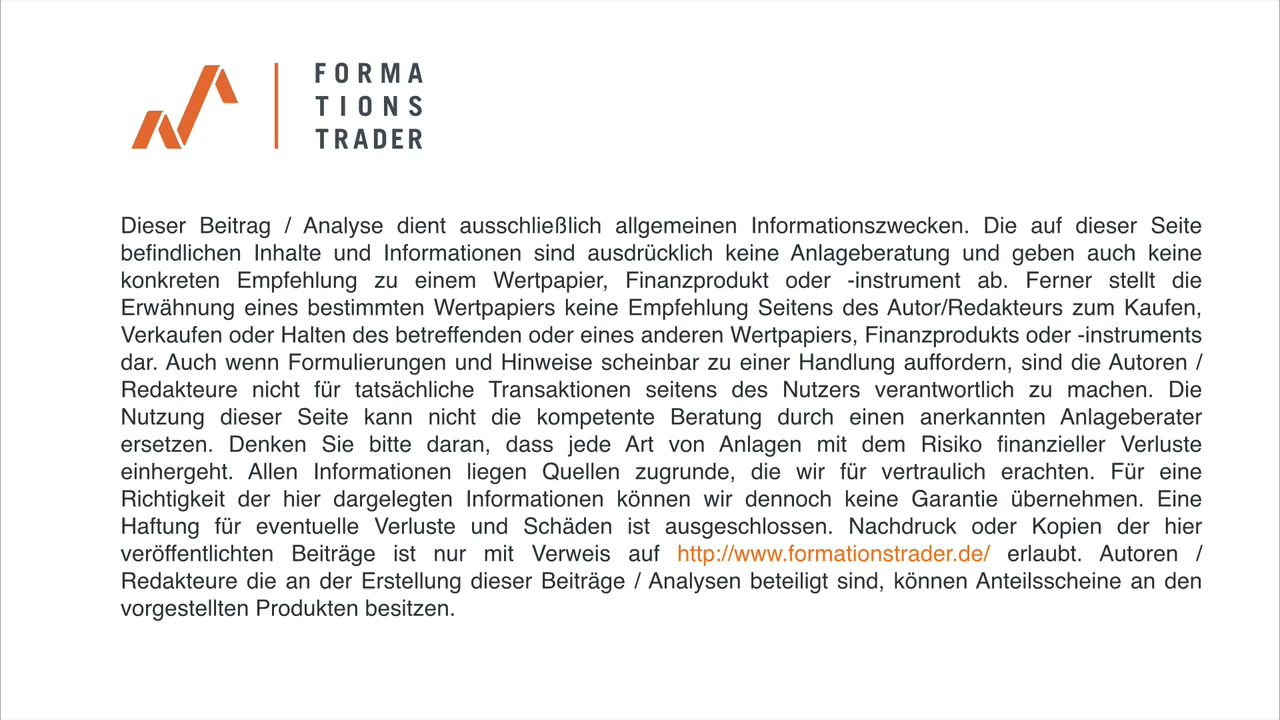 FORMA
TIONS
TRADER
Dieser Beitrag / Analyse dient ausschließlich allgemeinen Informationszwecken. Die auf dieser Seite
befindlichen Inhalte und Informationen sind ausdrücklich keine Anlageberatung und geben auch keine
konkreten Empfehlung zu einem Wertpapier, Finanzprodukt oder -instrument ab. Ferner stellt die
Erwähnung eines bestimmten Wertpapiers keine Empfehlung Seitens des Autor/Redakteurs zum Kaufen,
Verkaufen oder Halten des betreffenden oder eines anderen Wertpapiers, Finanzprodukts oder -instruments
dar. Auch wenn Formulierungen und Hinweise scheinbar zu einer Handlung auffordern, sind die Autoren /
Redakteure nicht für tatsächliche Transaktionen seitens des Nutzers verantwortlich zu machen. Die
Nutzung dieser Seite kann nicht die kompetente Beratung durch einen anerkannten Anlageberater
ersetzen. Denken Sie bitte daran, dass jede Art von Anlagen mit dem Risiko finanzieller Verluste
einhergeht. Allen Informationen liegen Quellen zugrunde, die wir für vertraulich erachten. Für eine
Richtigkeit der hier dargelegten Informationen können wir dennoch keine Garantie übernehmen. Eine
Haftung für eventuelle Verluste und Schäden ist ausgeschlossen. Nachdruck oder Kopien der hier
veröffentlichten Beiträge ist nur mit Verweis auf http://www.formationstrader.de/ erlaubt. Autoren /
Redakteure die an der Erstellung dieser Beiträge / Analysen beteiligt sind, können Anteilsscheine an den
vorgestellten Produkten besitzen.